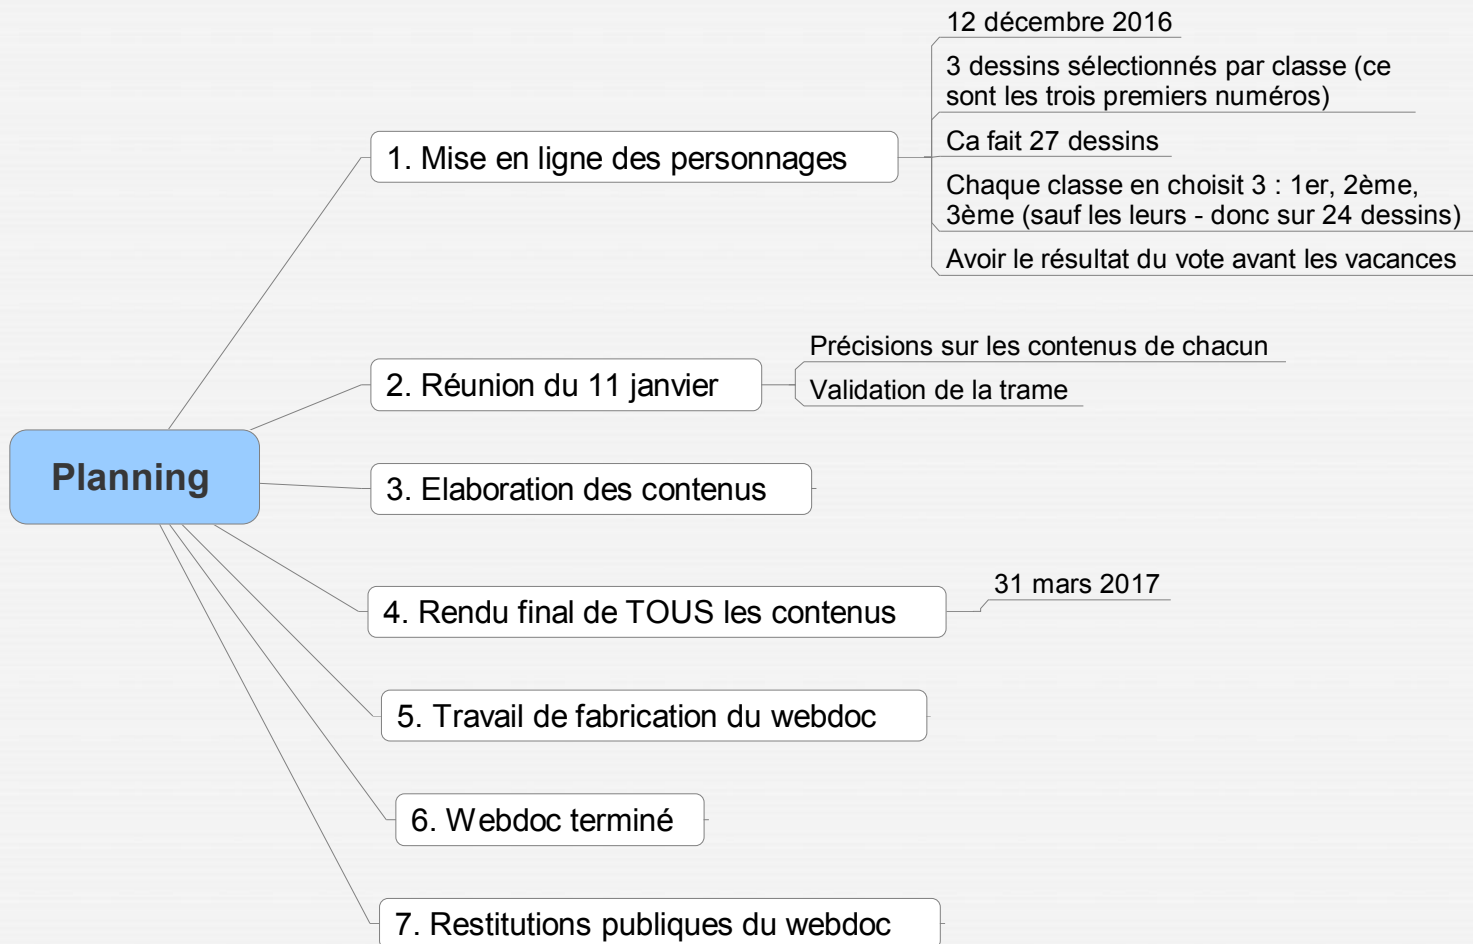 Planning
1. Mise en ligne des personnages
12 décembre 2016
3 dessins sélectionnés par classe (ce
sont les trois premiers numéros)
Ca fait 27 dessins
Chaque classe en choisit 3 : 1er, 2ème,
3ème (sauf les leurs - donc sur 24 dessins)
Avoir le résultat du vote avant les vacances
2. Réunion du 11 janvier
Précisions sur les contenus de chacun
Validation de la trame
3. Elaboration des contenus
4. Rendu final de TOUS les contenus
31 mars 2017
5. Travail de fabrication du webdoc
6. Webdoc terminé
7. Restitutions publiques du webdoc